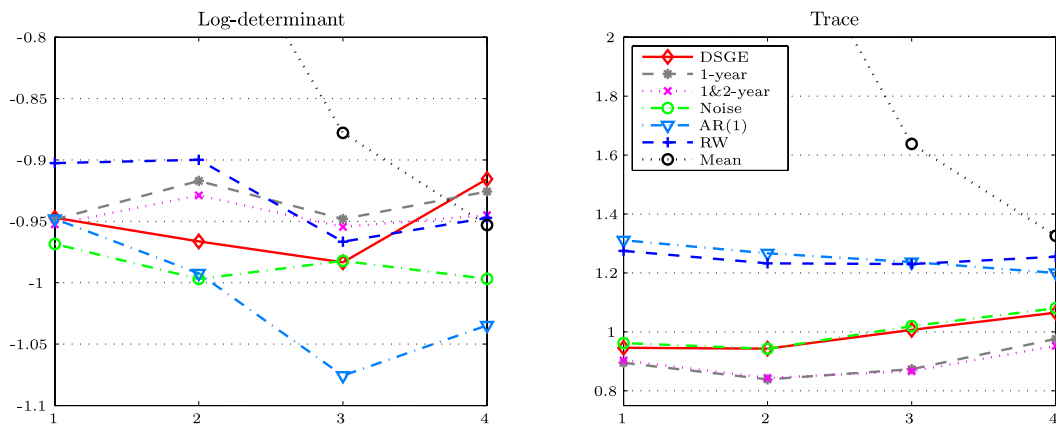 Log-determinant
-0.8
-0.85
-0.9
-0.95
-1
-1.05
-1.1
1 2 3 4
Trace
2
1.8
1.6
1.4
1.2
1
0.8
1 2 3 4
DSGE
1-year
1&2-year
Noise
AR(1)
RW
Mean